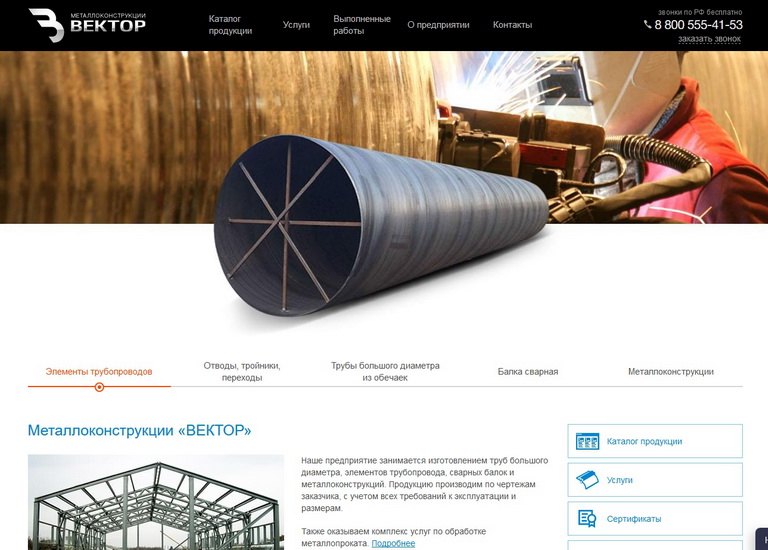 МЕТАЛЛОКОНСТРУКЦИИ
ВЕКТОР
Каталог
продукции
Услуги
Выполненные
работы
О предприятии
Контакты
звонки по РФ бесплатно
8 800 555-41-53
заказать звонок
Элементы трубопроводов
Отводы, тройники,
переходы
Трубы большого диаметра
из обечаек
Балка сварная
Металлоконструкции
Металлоконструкции «ВЕКТОР»
Наше предприятие занимается изготовлением труб большого
диаметра, элементов трубопровода, сварных балок и
металлоконструкций. Продукцию производим по чертежам
заказчика, с учетом всех требований к эксплуатации и
размерам.
Также оказываем комплекс услуг по обработке
металлопроката. Подробнее
Каталог продукции
Услуги
Сертификаты